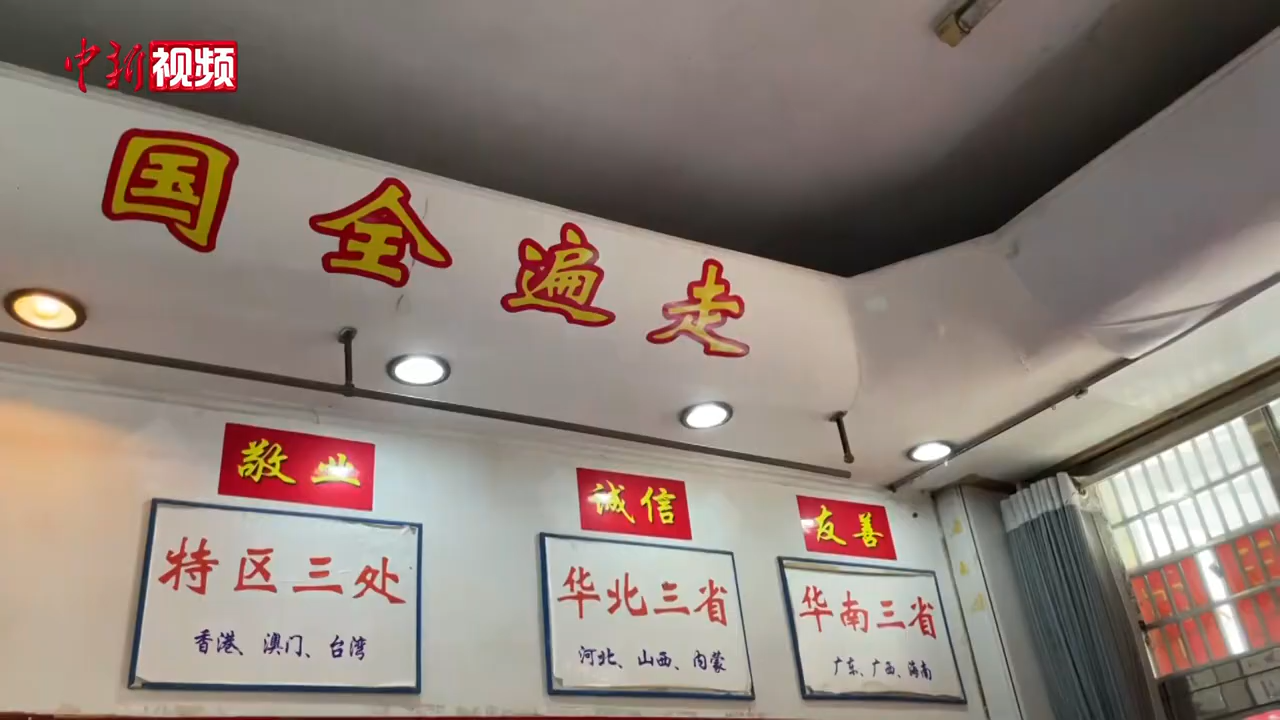 中新视频
国全遍走
敬业
诚信
友善
特区三处
香港、澳门、台湾
华北三省
河北、山西、内蒙
华南三省
广东、广西、海南